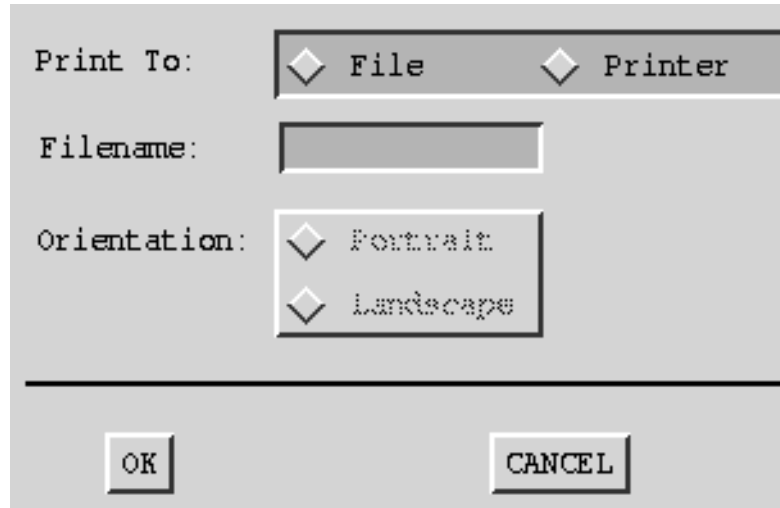 Print To: File Printer
Filename:
Orientation: Portrait
Landscape
OK CANCEL